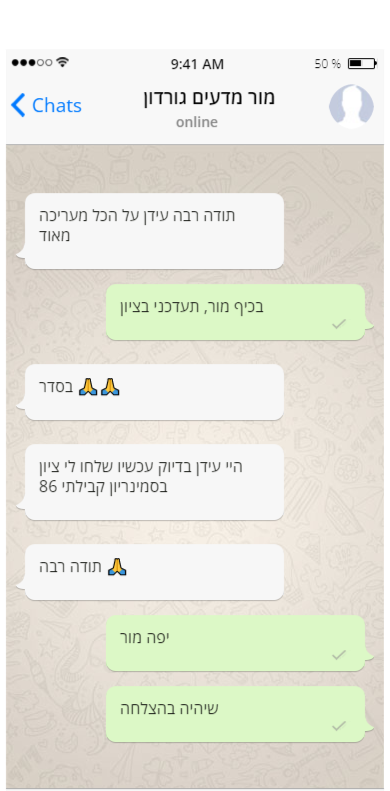 9:41 AM
50 %
Chats
מור מדעים גורדון
online
תודה רבה עידן על הכל מעריכה
מאוד
בכיף מור, תעדכני בציון
בסדר 🙏🙏
היי עידן בדיוק עכשיו שלחו לי ציון
בסמינריון קבילתי 86
תודה רבה 🙏
יפה מור
שיהיה בהצלחה